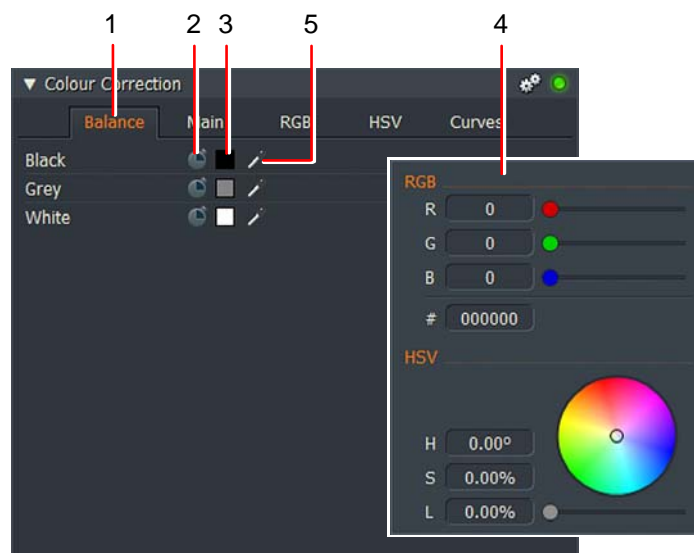 1 2 3 5 4
Colour Correction
Balance Main RGB HSV Curves
Black
Grey
White
RGB
R 0
G 0
B 0
# 000000
HSV
H 0.00º
S 0.00%
L 0.00%